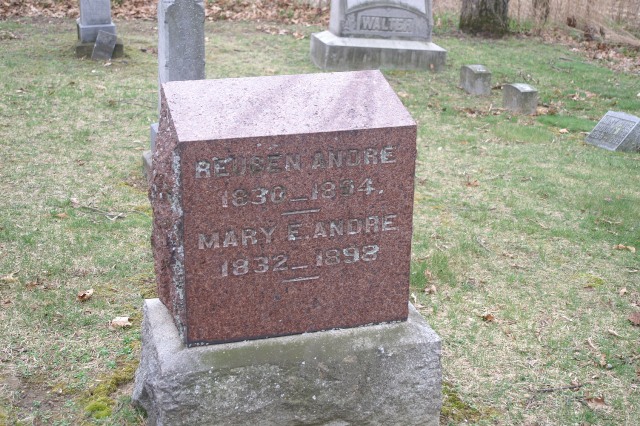 WALTER
REUBEN ANDRE
1830_1894.
MARY E. ANDRE
1832_1898